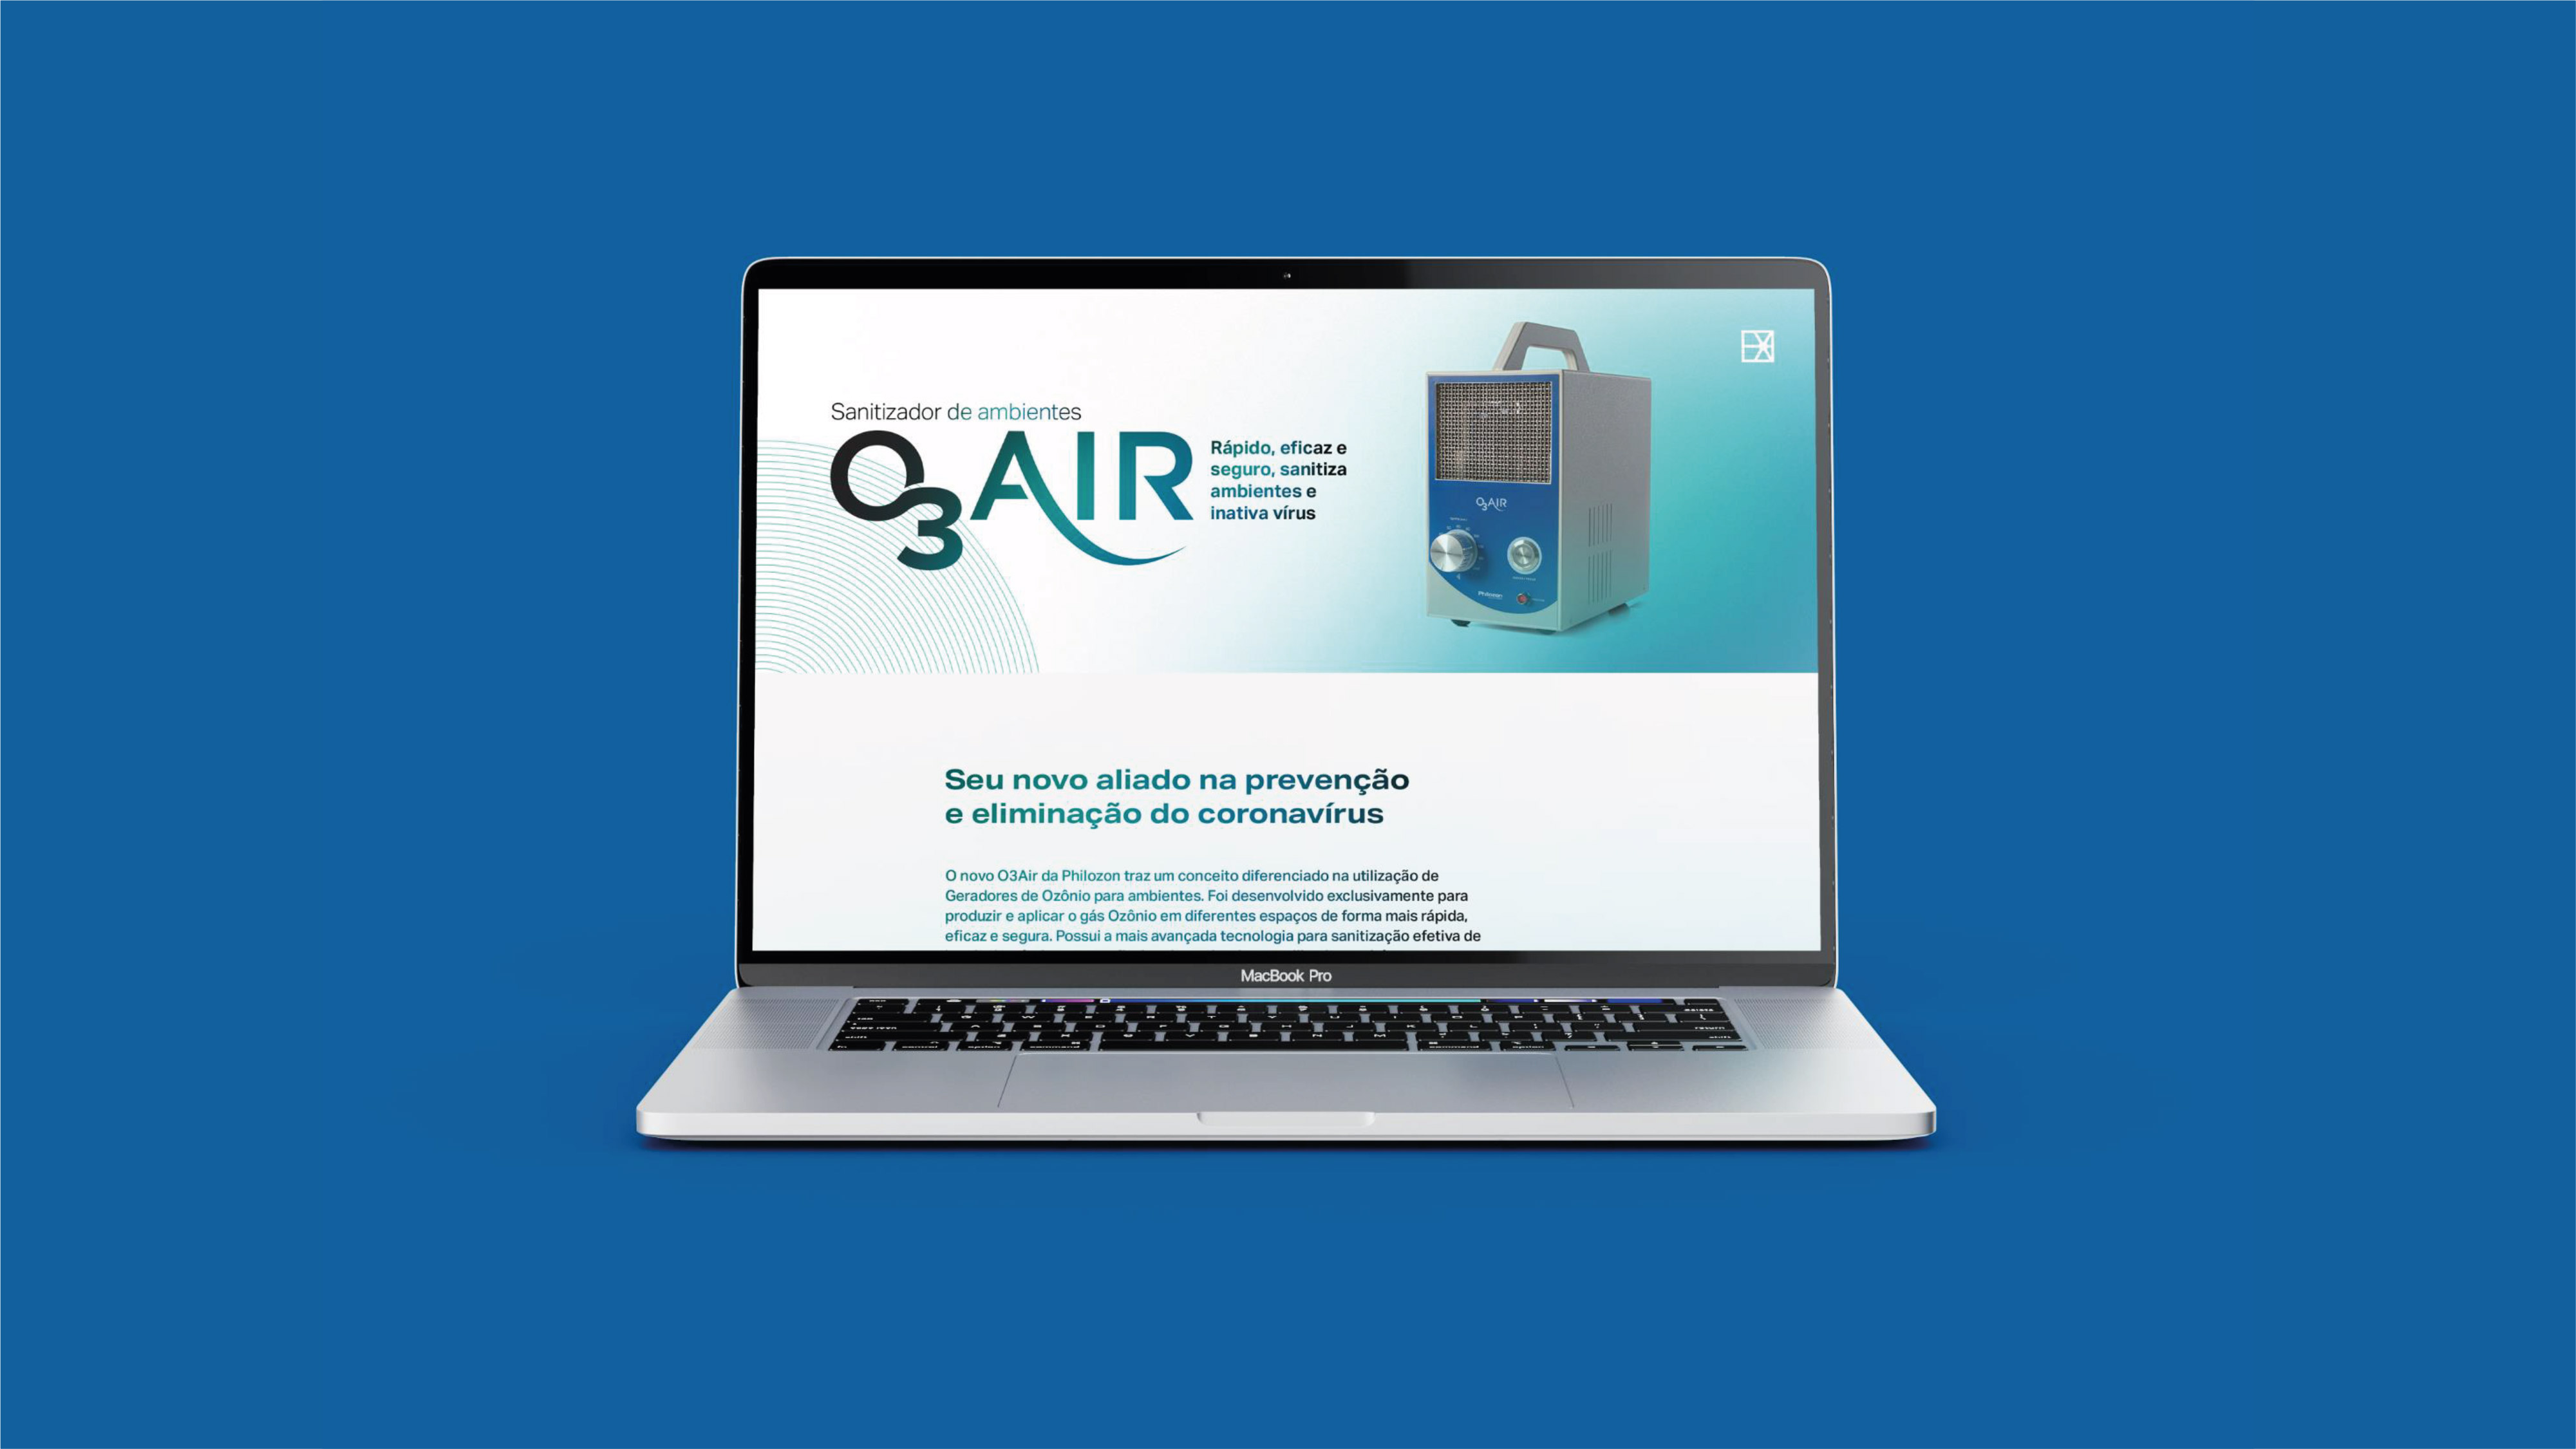 Sanitizador de ambientes
O3AIR
Rápido, eficaz e
seguro, sanitiza
ambientes e
inativa vírus
O3AIR
Philozon
Seu novo aliado na prevenção
e eliminação do coronavírus
O novo O3Air da Philozon traz um conceito diferenciado na utilização de
Geradores de Ozônio para ambientes. Foi desenvolvido exclusivamente para
produzir e aplicar o gás Ozônio em diferentes espaços de forma mais rápida,
eficaz e segura. Possui a mais avançada tecnologia para sanitização efetiva de
MacBook Pro